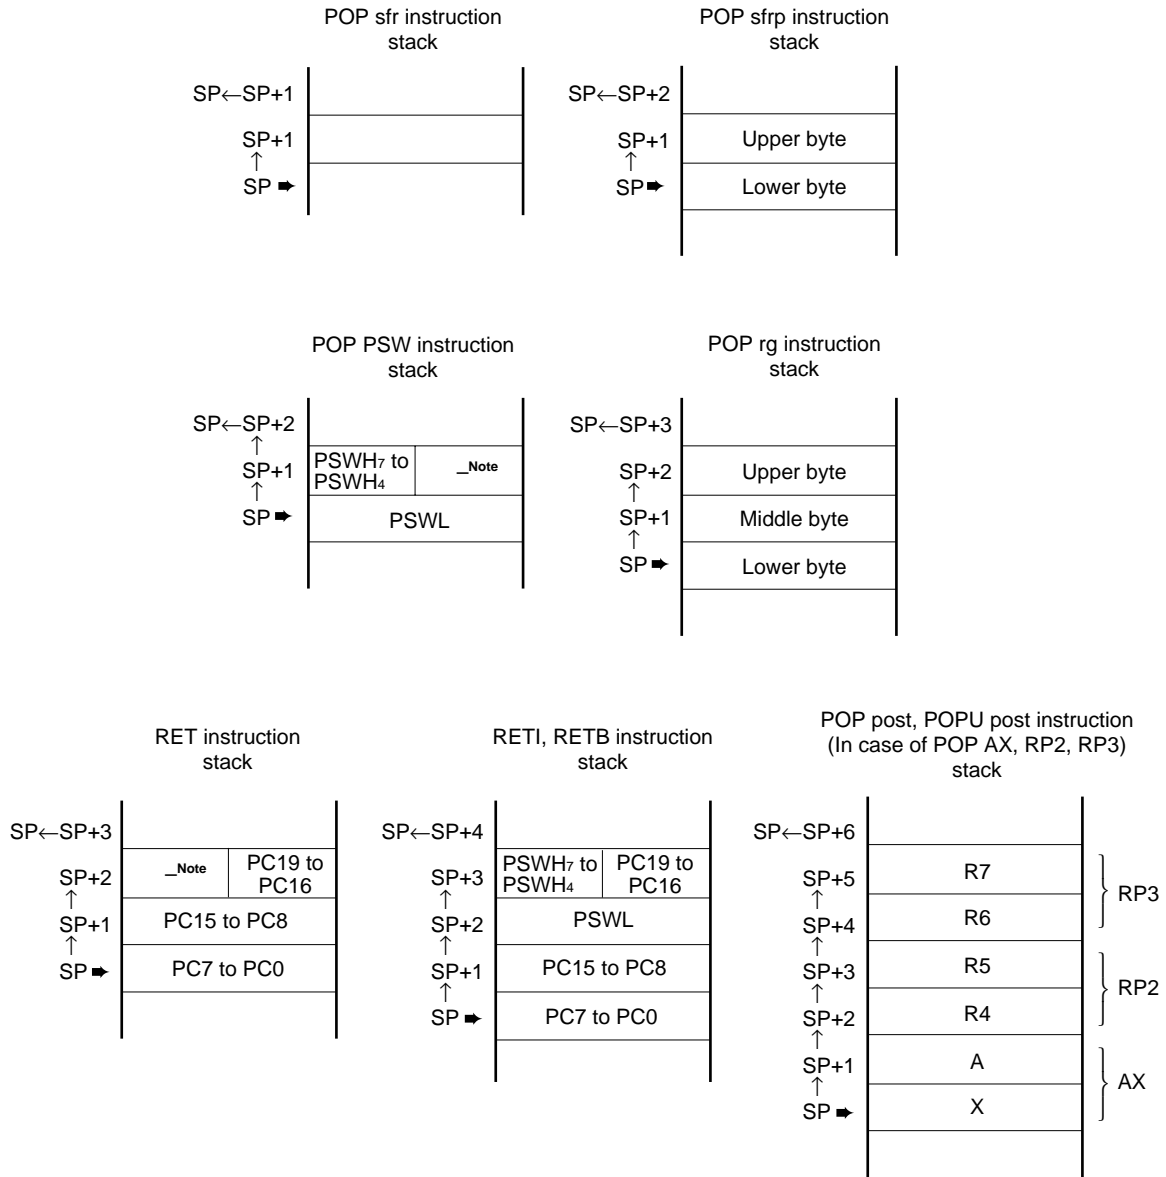 POP sfr instruction
stack
SP←SP+1
SP+1
↑
SP
POP sfrp instruction
stack
SP←SP+2
SP+1
↑
SP
Upper byte
Lower byte
POP PSW instruction
stack
SP←SP+2
↑
SP+1
↑
SP
PSWH7 to
PSWH4
_Note
PSWL
POP rg instruction
stack
SP←SP+3
SP+2
↑
SP+1
↑
SP
Upper byte
Middle byte
Lower byte
RET instruction
stack
SP←SP+3
SP+2
↑
SP+1
↑
SP
_Note
PC19 to
PC16
PC15 to PC8
PC7 to PC0
RETI, RETB instruction
stack
SP←SP+4
SP+3
↑
SP+2
↑
SP+1
↑
SP
PSWH7 to
PSWH4
PC19 to
PC16
PSWL
PC15 to PC8
PC7 to PC0
POP post, POPU post instruction
(In case of POP AX, RP2, RP3)
stack
SP←SP+6
SP+5
↑
SP+4
↑
SP+3
↑
SP+2
↑
SP+1
↑
SP
R7
R6
R5
R4
A
X
RP3
RP2
AX